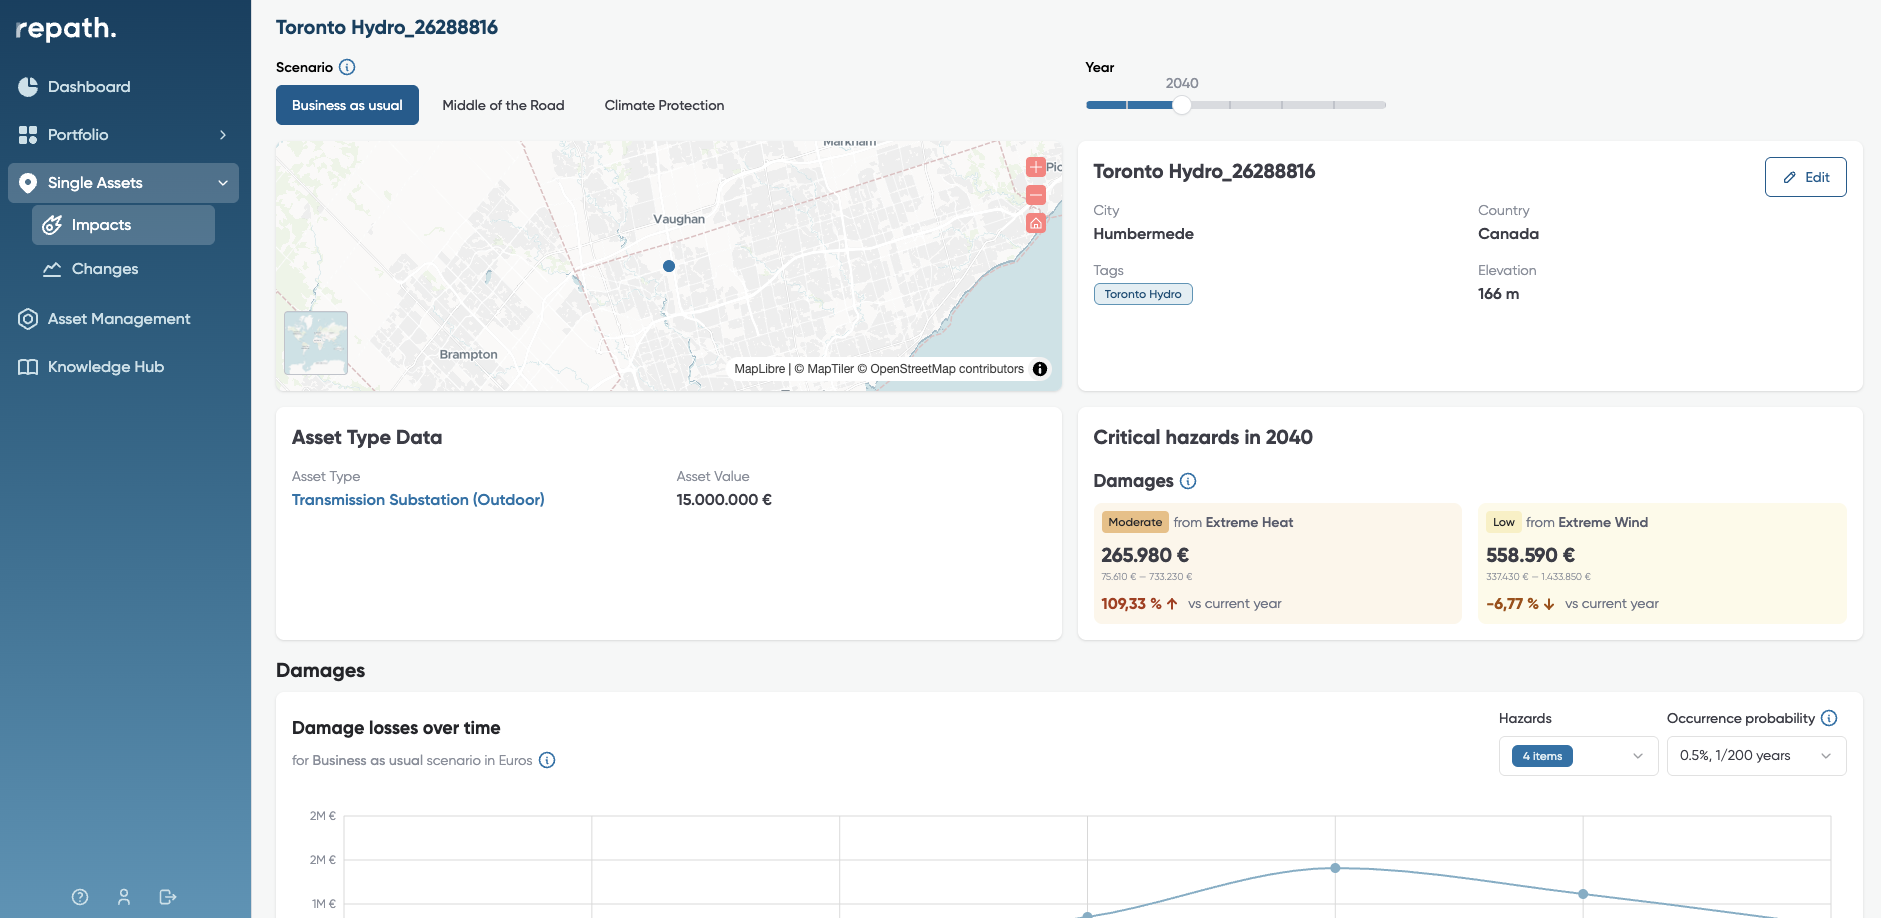 repath.
Dashboard
Portfolio
Single Assets
Impacts
Changes
Asset Management
Knowledge Hub
Toronto Hydro_26288816
Scenario
Business as usual
Middle of the Road
Climate Protection
Year
2040
Markham
Vaughan
Brampton
Pic
MapLibre | © MapTiler © OpenStreetMap contributors
Toronto Hydro_26288816
Edit
City
Humbermede
Country
Canada
Tags
Toronto Hydro
Elevation
166 m
Asset Type Data
Asset Type
Transmission Substation (Outdoor)
Asset Value
15.000.000 €
Critical hazards in 2040
Damages
Moderate from Extreme Heat
265.980 €
75.610 € – 733.230 €
109,33 % ↑ vs current year
Low from Extreme Wind
558.590 €
337.430 € – 1.433.850 €
-6,77 % ↓ vs current year
Damages
Damage losses over time
for Business as usual scenario in Euros
Hazards
4 items
Occurrence probability
0.5%, 1/200 years
2M €
2M €
1M €